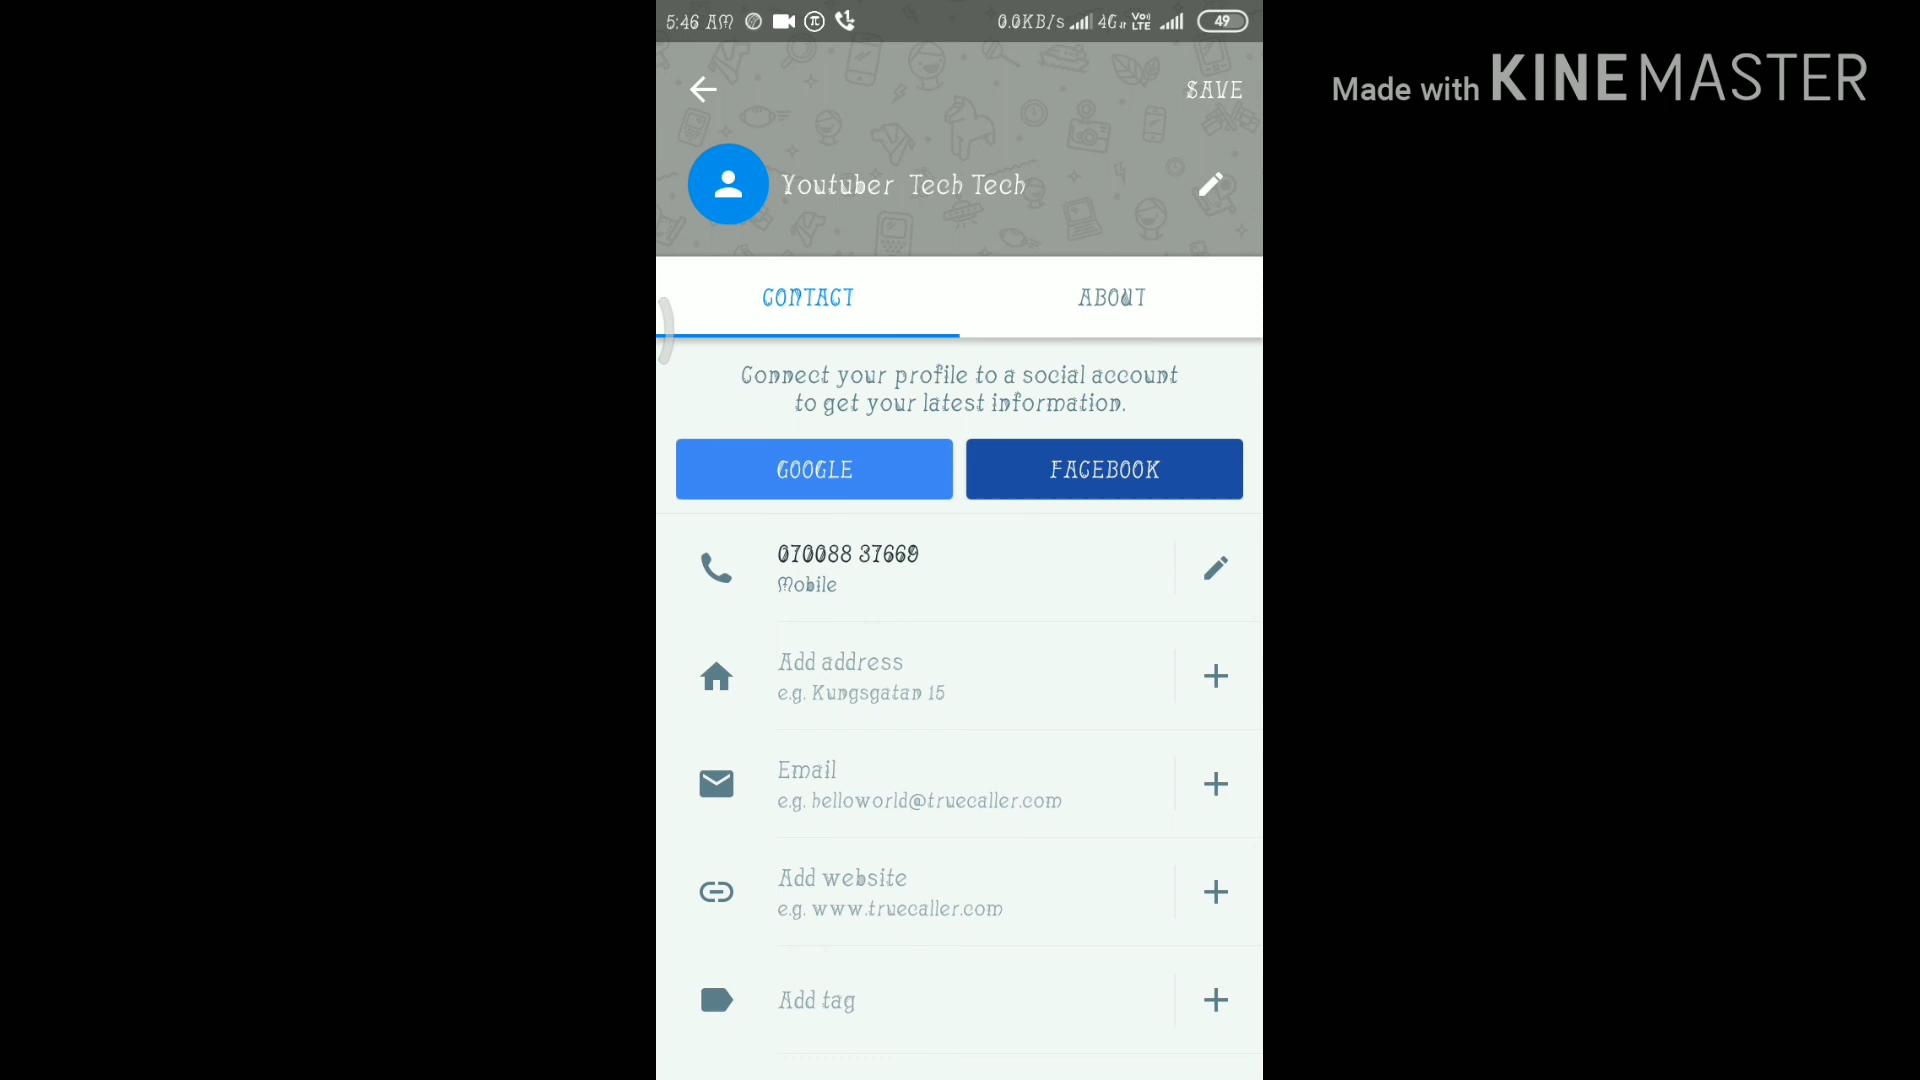 5:46 AM
0.0KB/s 4G VoLTE 49
Made with KINEMASTER
SAVE
Youtuber Tech Tech
CONTACT
ABOUT
Connect your profile to a social account
to get your latest information.
GOOGLE
FACEBOOK
070088 37669
Mobile
Add address
e.g. Kungsgatan 15
Email
e.g. helloworld@truecaller.com
Add website
e.g. www.truecaller.com
Add tag